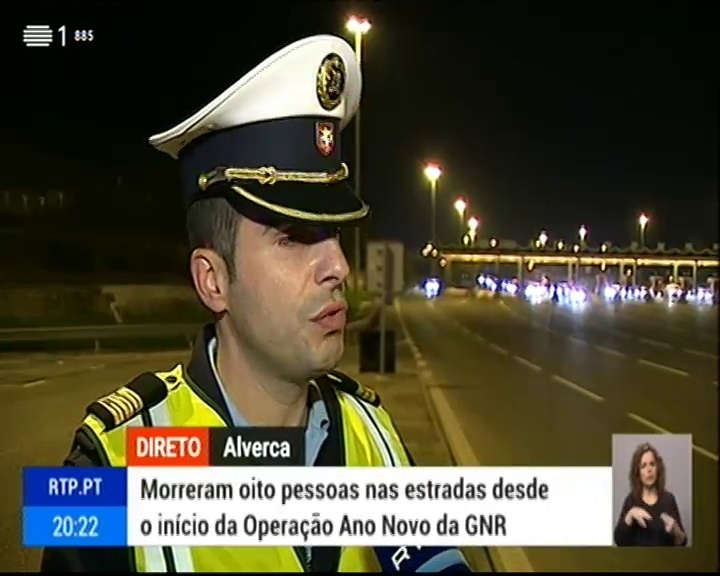 1 885
DIRETO Alverca
RTP.PT
20:22
Morreram oito pessoas nas estradas desde
o início da Operação Ano Novo da GNR